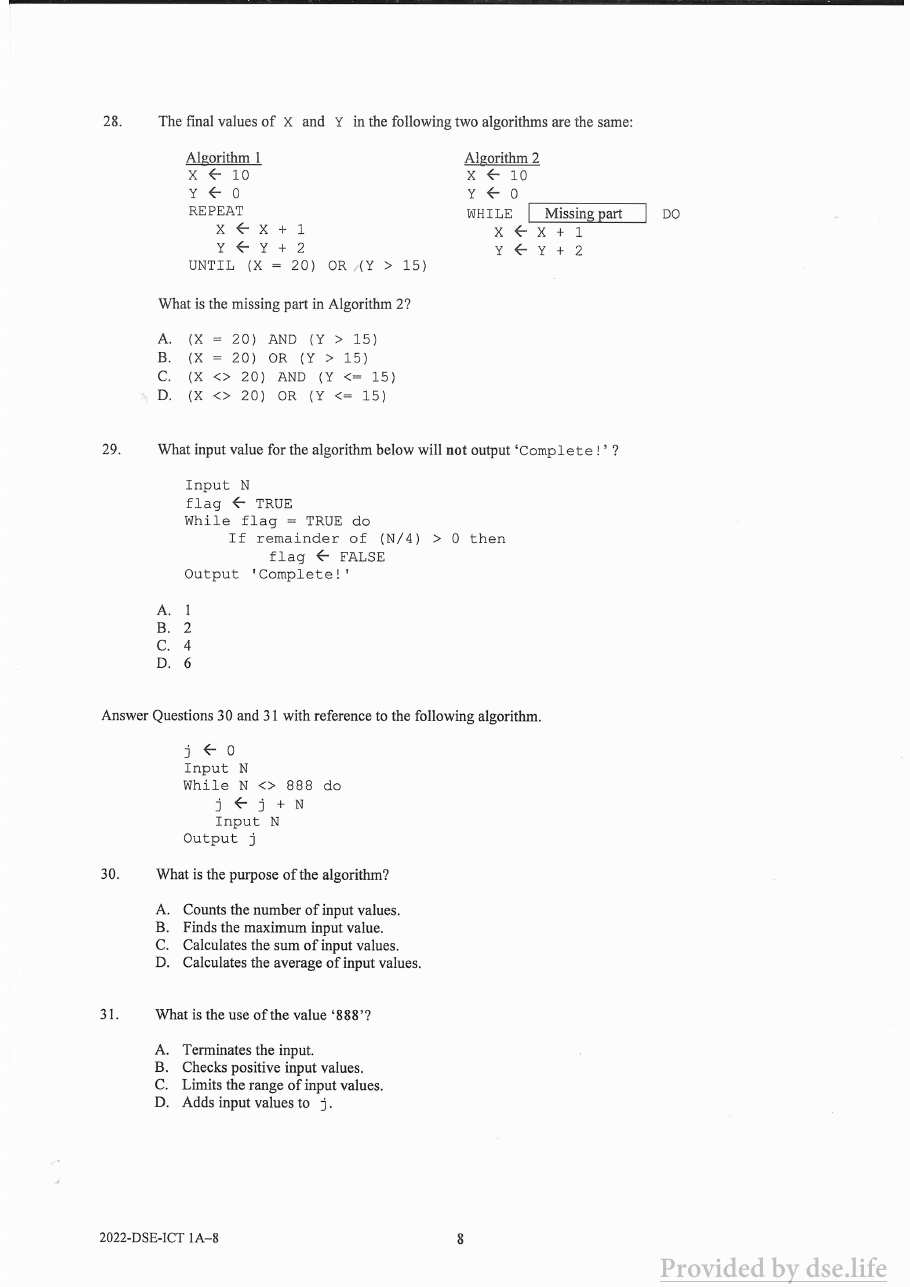 28. The final values of X and Y in the following two algorithms are the same:
Algorithm 1
X ← 10
Y ← 0
REPEAT
X ← X + 1
Y ← Y + 2
UNTIL (X = 20) OR (Y > 15)
Algorithm 2
X ← 10
Y ← 0
WHILE Missing part DO
X ← X + 1
Y ← Y + 2
What is the missing part in Algorithm 2?
A. (X = 20) AND (Y > 15)
B. (X = 20) OR (Y > 15)
C. (X <> 20) AND (Y <= 15)
D. (X <> 20) OR (Y <= 15)
29. What input value for the algorithm below will not output ‘Complete!’ ?
Input N
flag ← TRUE
While flag = TRUE do
If remainder of (N/4) > 0 then
flag ← FALSE
Output 'Complete!'
A. 1
B. 2
C. 4
D. 6
Answer Questions 30 and 31 with reference to the following algorithm.
j ← 0
Input N
While N <> 888 do
j ← j + N
Input N
Output j
30. What is the purpose of the algorithm?
A. Counts the number of input values.
B. Finds the maximum input value.
C. Calculates the sum of input values.
D. Calculates the average of input values.
31. What is the use of the value ‘888’?
A. Terminates the input.
B. Checks positive input values.
C. Limits the range of input values.
D. Adds input values to j.
2022-DSE-ICT 1A–8
8
Provided by dse.life